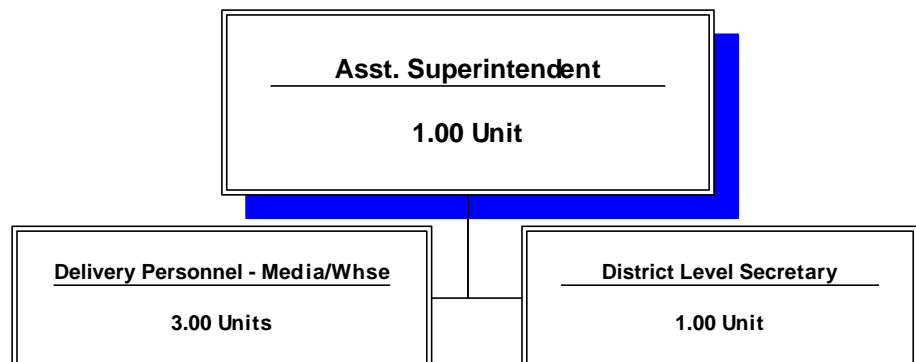 Asst. Superintendent
1.00 Unit
Delivery Personnel - Media/Whse
3.00 Units
District Level Secretary
1.00 Unit